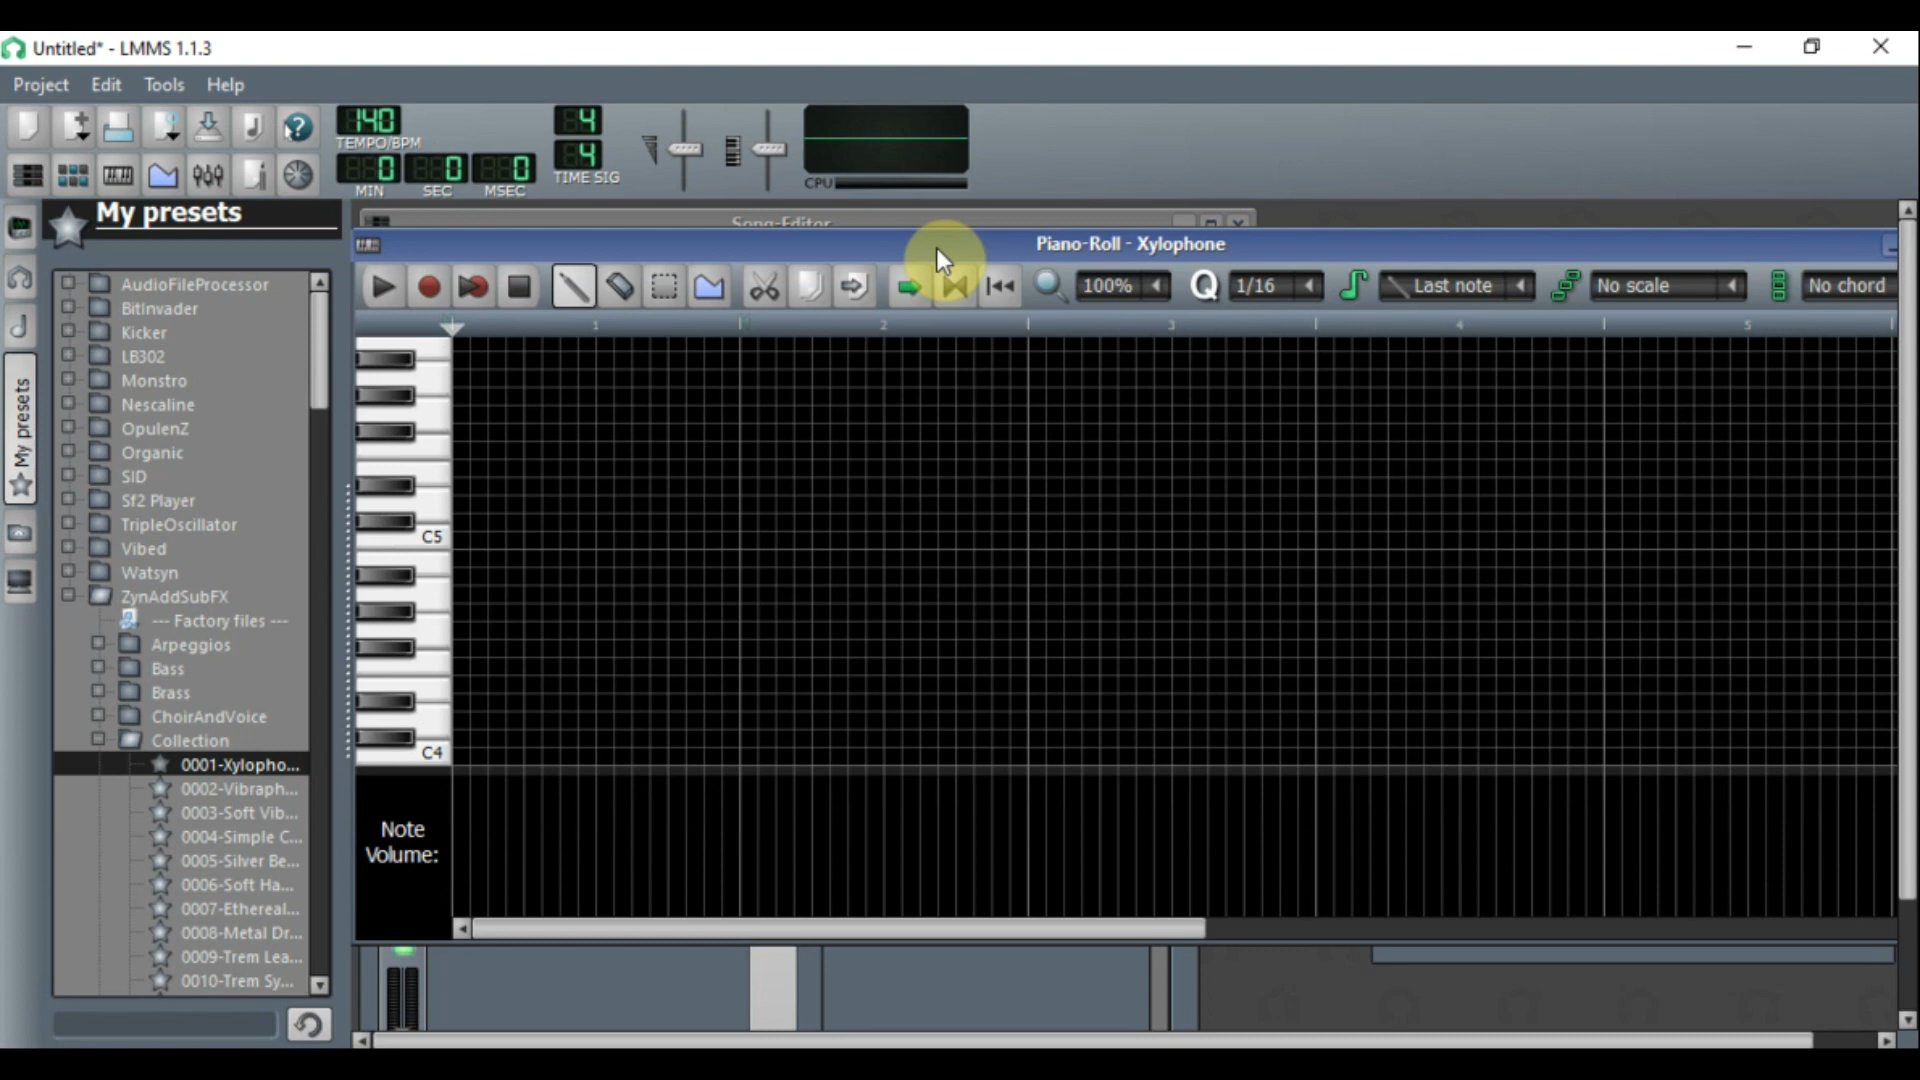 Untitled* - LMMS 1.1.3
Project Edit Tools Help
140
TEMPO/BPM
4
0 0 0
4
MIN SEC MSEC
TIME SIG
CPU
My presets
Song-Editor
Piano-Roll - Xylophone
100% Q 1/16 Last note No scale No chord
1 2 3 4 5
My presets
AudioFileProcessor
BitInvader
Kicker
LB302
Monstro
Nescaline
OpulenZ
Organic
SID
Sf2 Player
TripleOscillator
Vibed
Watsyn
ZynAddSubFX
--- Factory files ---
Arpeggios
Bass
Brass
ChoirAndVoice
Collection
0001-Xylopho...
0002-Vibraph...
0003-Soft Vib...
0004-Simple C...
0005-Silver Be...
0006-Soft Ha...
0007-Ethereal...
0008-Metal Dr...
0009-Trem Lea...
0010-Trem Sy...
C5
C4
Note
Volume: